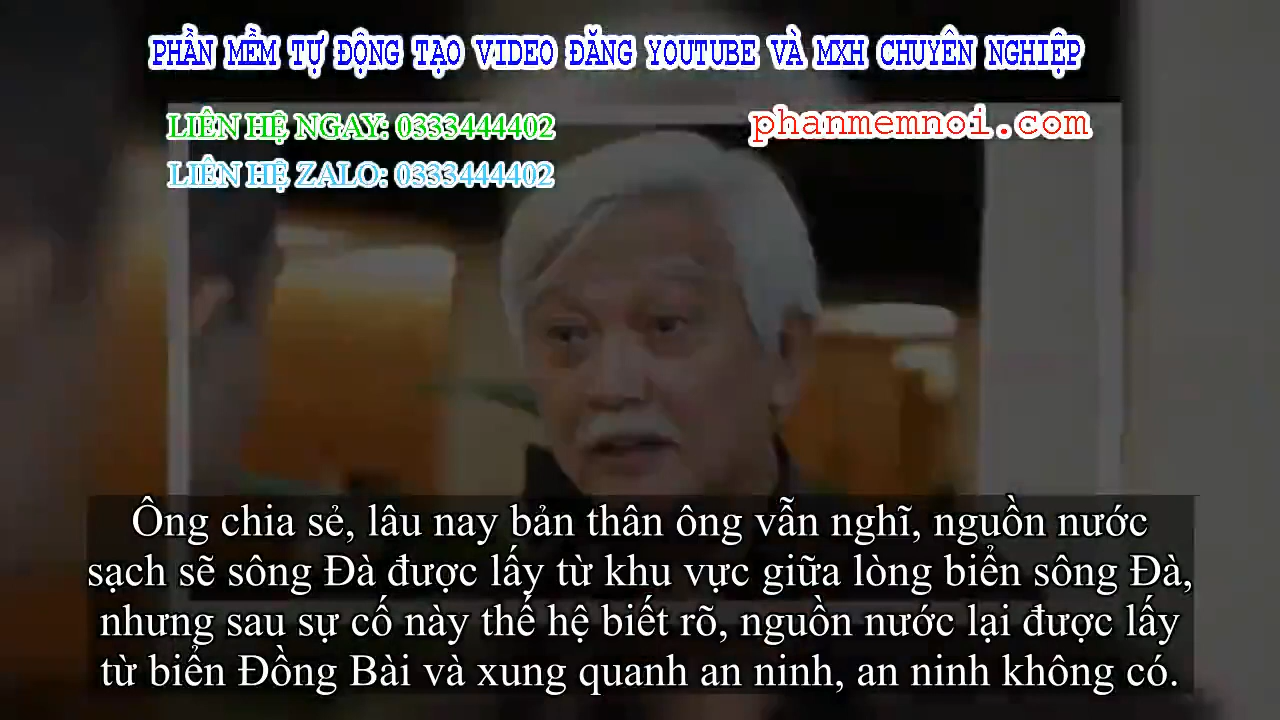 PHẦN MỀM TỰ ĐỘNG TẠO VIDEO ĐĂNG YOUTUBE VÀ MXH CHUYÊN NGHIỆP
LIÊN HỆ NGAY: 0333444402
phanmemnoi.com
LIÊN HỆ ZALO: 0333444402
Ông chia sẻ, lâu nay bản thân ông vẫn nghĩ, nguồn nước
sạch sẽ sông Đà được lấy từ khu vực giữa lòng biển sông Đà,
nhưng sau sự cố này thế hệ biết rõ, nguồn nước lại được lấy
từ biển Đồng Bài và xung quanh an ninh, an ninh không có.